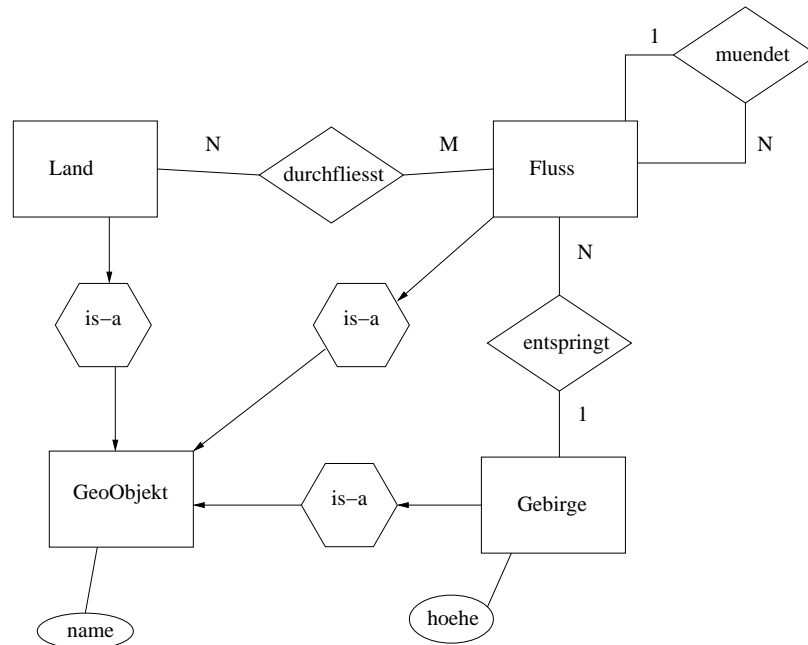 1
muendet
Land
N
durchfliesst
M
Fluss
N
N
is-a
is-a
entspringt
1
GeoObjekt
is-a
Gebirge
name
hoehe